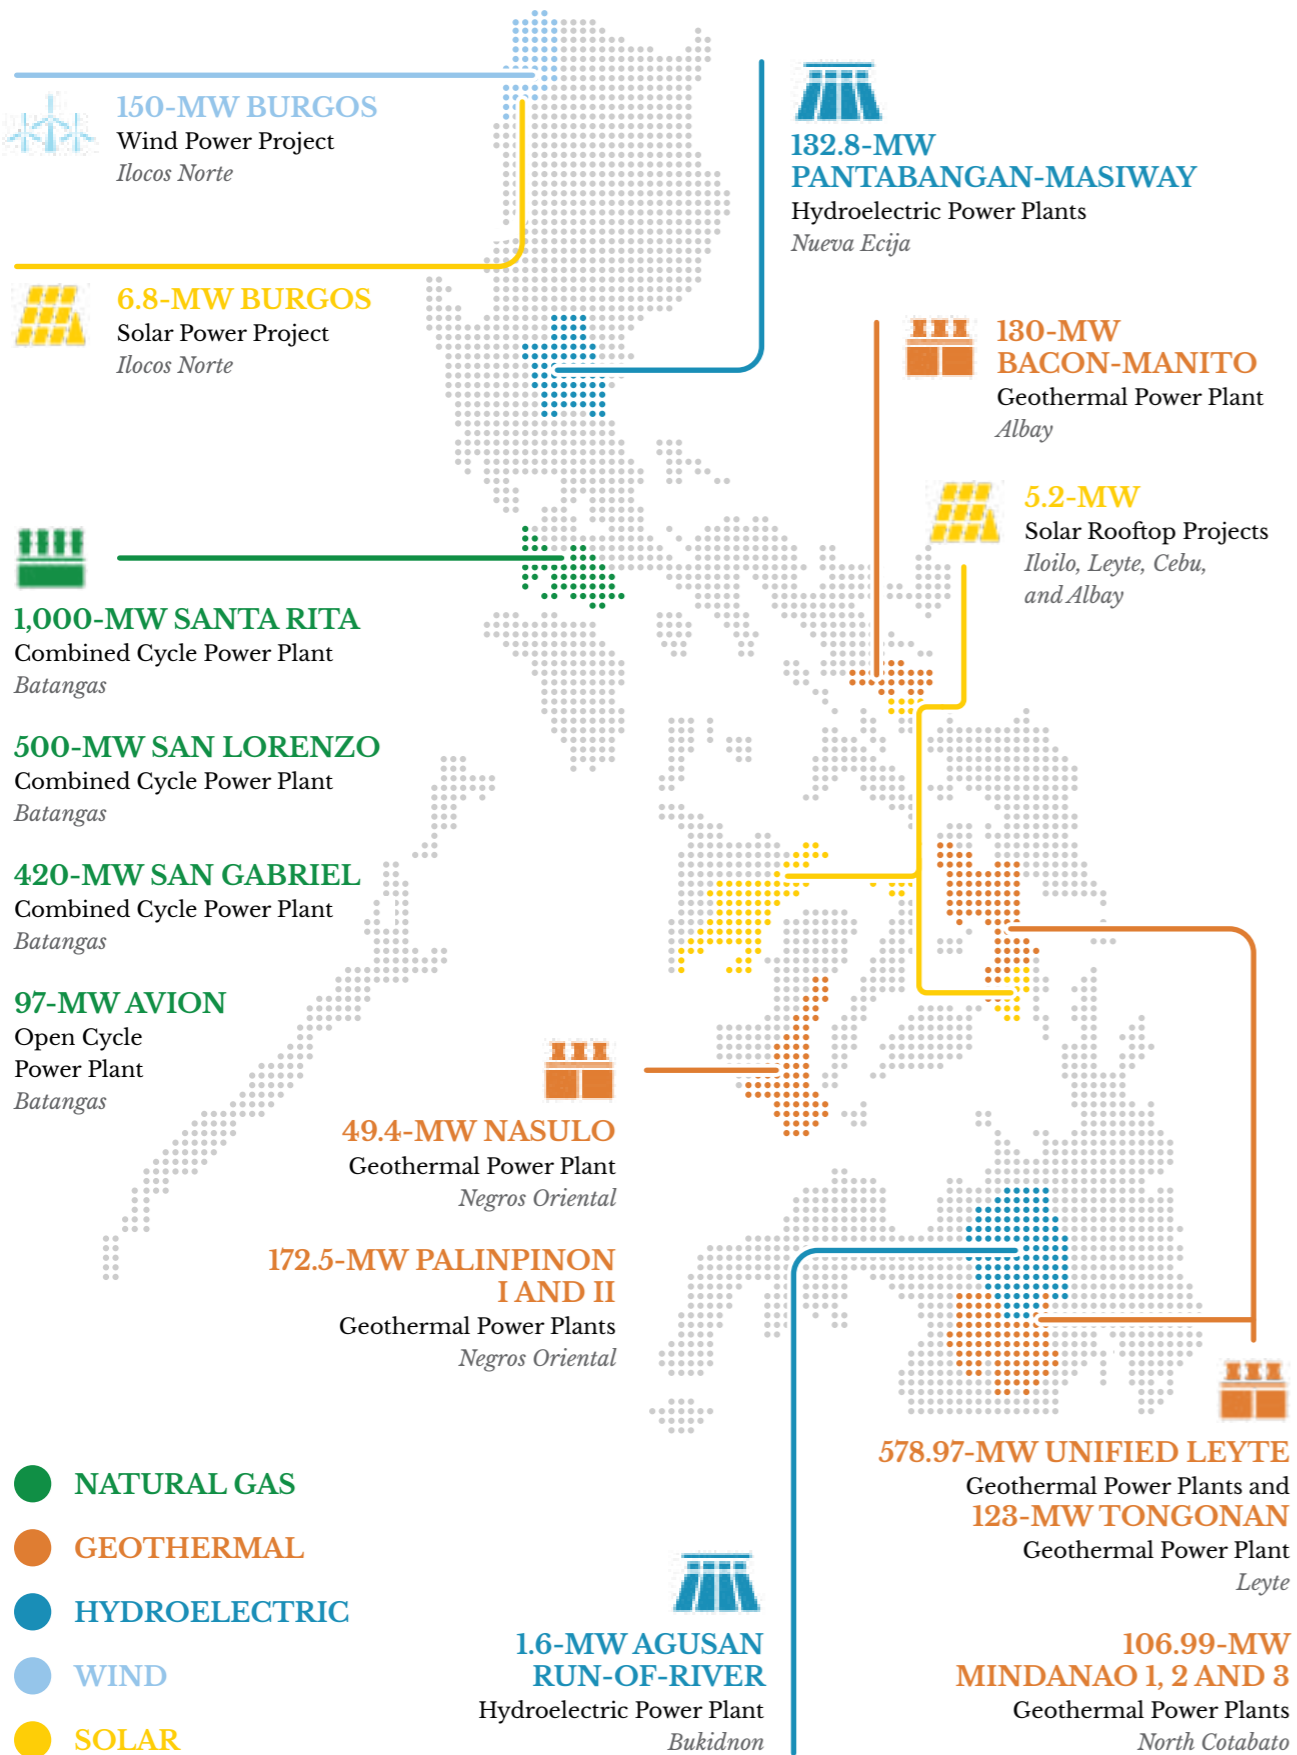 150-MW BURGOS
Wind Power Project
Ilocos Norte
6.8-MW BURGOS
Solar Power Project
Ilocos Norte
132.8-MW
PANTABANGAN-MASIWAY
Hydroelectric Power Plants
Nueva Ecija
130-MW
BACON-MANITO
Geothermal Power Plant
Albay
5.2-MW
Solar Rooftop Projects
Iloilo, Leyte, Cebu,
and Albay
1,000-MW SANTA RITA
Combined Cycle Power Plant
Batangas
500-MW SAN LORENZO
Combined Cycle Power Plant
Batangas
420-MW SAN GABRIEL
Combined Cycle Power Plant
Batangas
97-MW AVION
Open Cycle
Power Plant
Batangas
49.4-MW NASULO
Geothermal Power Plant
Negros Oriental
172.5-MW PALINPINON
I AND II
Geothermal Power Plants
Negros Oriental
578.97-MW UNIFIED LEYTE
Geothermal Power Plants and
123-MW TONGONAN
Geothermal Power Plant
Leyte
106.99-MW
MINDANAO 1, 2 AND 3
Geothermal Power Plants
North Cotabato
1.6-MW AGUSAN
RUN-OF-RIVER
Hydroelectric Power Plant
Bukidnon
NATURAL GAS
GEOTHERMAL
HYDROELECTRIC
WIND
SOLAR